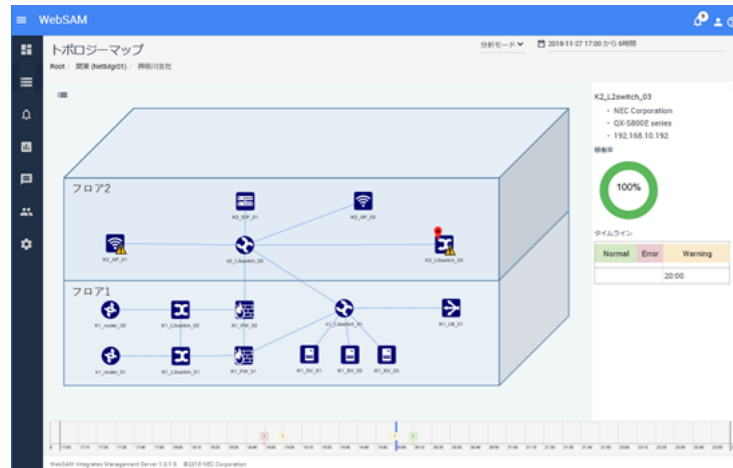 WebSAM
トポロジーマップ
分析モード
2018-11-27 17:00 から 6時間
Root / 関東 (NetMgr01) / 神奈川支社
K2_L2switch_03
NEC Corporation
QX-S800E series
192.168.10.192
稼働率
100%
タイムライン
Normal Error Warning
20:00
フロア2
K2_AP_01
K2_AP_03
K2_L2switch_03
フロア1
K1_router_02
K1_L2switch_02
K1_FW_02
K1_L3switch_01
K1_LB_01
K1_router_01
K1_L2switch_01
K1_FW_01
K1_SV_01
K1_SV_02
K1_SV_03
WebSAM Integrated Management Server 1.0.1.9 ©2018 NEC Corporation